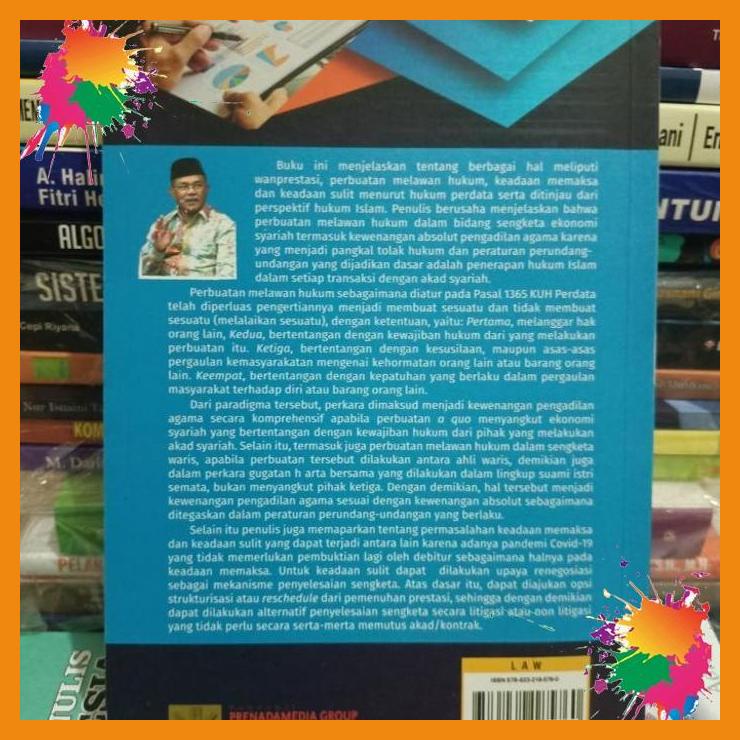 Buku ini menjelaskan tentang berbagai hal meliputi
wanprestasi, perbuatan melawan hukum, keadaan memaksa
dan keadaan sulit menurut hukum perdata serta ditinjau dari
perspektif hukum Islam. Penulis berusaha menjelaskan bahwa
perbuatan melawan hukum dalam bidang sengketa ekonomi
syariah termasuk kewenangan absolut pengadilan agama karena
yang menjadi pangkal tolak hukum dan peraturan perundang-
undangan yang dijadikan dasar adalah penerapan hukum Islam
dalam setiap transaksi dengan akad syariah.
Perbuatan melawan hukum sebagaimana diatur pada Pasal 1365 KUH Perdata
telah diperluas pengertiannya menjadi membuat sesuatu dan tidak membuat
sesuatu (melalaikan sesuatu), dengan ketentuan, yaitu: Pertama, melanggar hak
orang lain, Kedua, bertentangan dengan kewajiban hukum dari yang melakukan
perbuatan itu. Ketiga, bertentangan dengan kesusilaan, maupun asas-asas
pergaulan kemasyarakatan mengenai kehormatan orang lain atau barang orang
lain. Keempat, bertentangan dengan kepatuhan yang berlaku dalam pergaulan
masyarakat terhadap diri atau barang orang lain.
Dari paradigma tersebut, perkara dimaksud menjadi kewenangan pengadilan
agama secara komprehensif apabila perbuatan a quo menyangkut ekonomi
syariah yang bertentangan dengan kewajiban hukum dari pihak yang melakukan
akad syariah. Selain itu, termasuk juga perbuatan melawan hukum dalam sengketa
waris, apabila perbuatan tersebut dilakukan antara ahli waris, demikian juga
dalam perkara gugatan h arta bersama yang dilakukan dalam lingkup suami istri
semata, bukan menyangkut pihak ketiga. Dengan demikian, hal tersebut menjadi
kewenangan pengadilan agama sesuai dengan kewenangan absolut sebagaimana
ditegaskan dalam peraturan perundang-undangan yang berlaku.
Selain itu penulis juga memaparkan tentang permasalahan keadaan memaksa
dan keadaan sulit yang dapat terjadi antara lain karena adanya pandemi Covid-19
yang tidak memerlukan pembuktian lagi oleh debitur sebagaimana halnya pada
keadaan memaksa. Untuk keadaan sulit dapat dilakukan upaya renegosiasi
sebagai mekanisme penyelesaian sengketa. Atas dasar itu, dapat diajukan opsi
strukturisasi atau reschedule dari pemenuhan prestasi, sehingga dengan demikian
dapat dilakukan alternatif penyelesaian sengketa secara litigasi atau non litigasi
yang tidak perlu secara serta-merta memutus akad/kontrak.
LAW
PRENADAMEDIA GROUP
A. Hali
Fitri He
ALGO
SISTE
Cepi Riyana
KOM
M. Darl
PELA
ULIS
ani | En
NTU